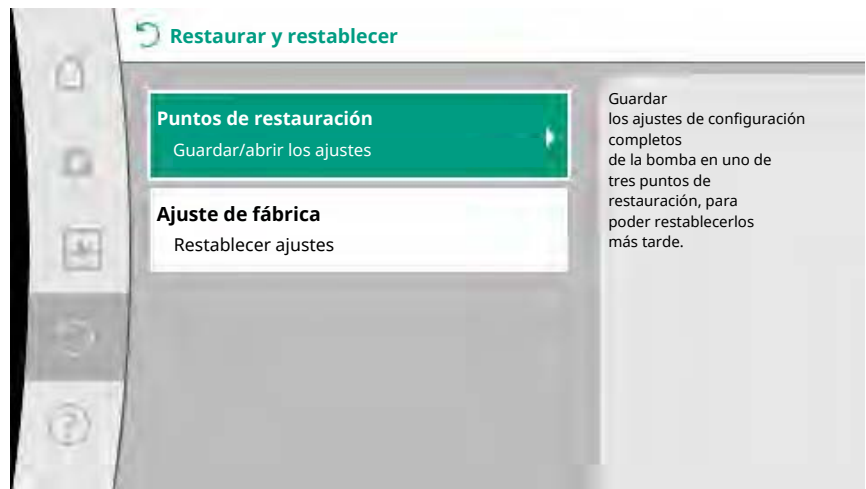 Restaurar y restablecer
Puntos de restauración
Guardar/abrir los ajustes
Ajuste de fábrica
Restablecer ajustes
Guardar
los ajustes de configuración
completos
de la bomba en uno de
tres puntos de
restauración, para
poder restablecerlos
más tarde.
?